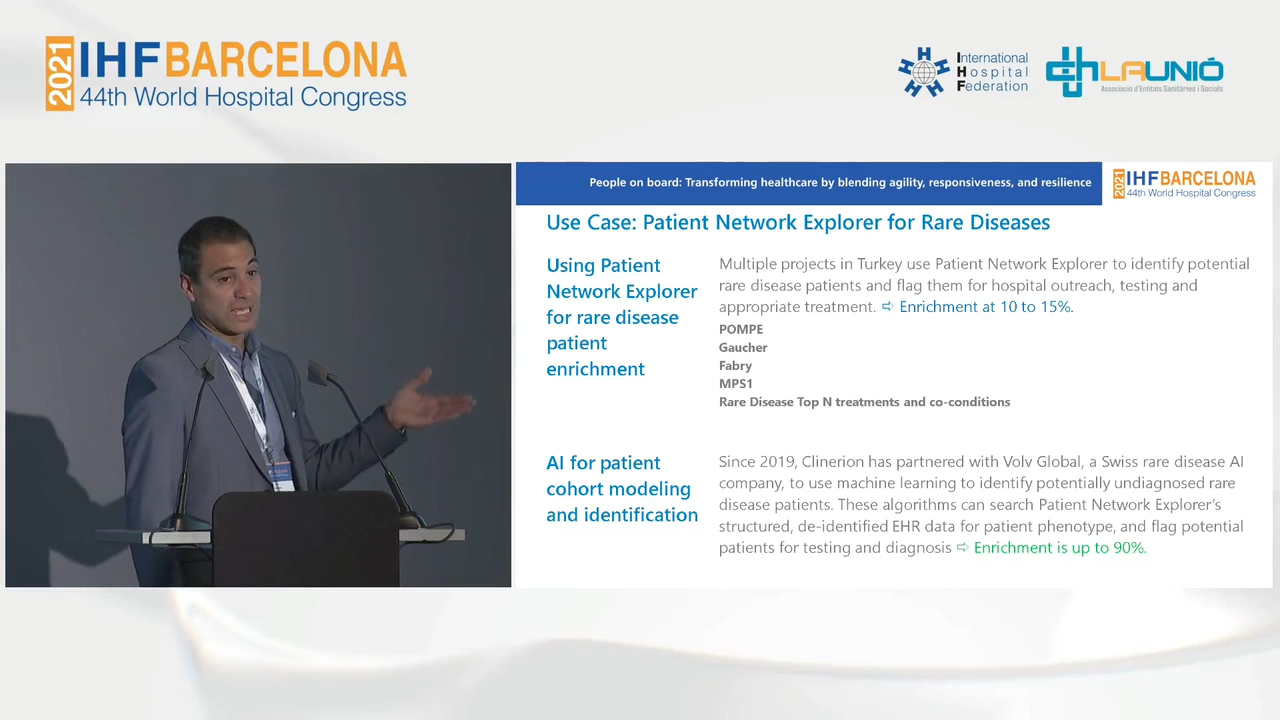 2021 IHF BARCELONA
44th World Hospital Congress
International
Hospital
Federation
LAUNIÓ
Associació d'Entitats Sanitàries i Socials
People on board: Transforming healthcare by blending agility, responsiveness, and resilience
2021 IHF BARCELONA
44th World Hospital Congress
Use Case: Patient Network Explorer for Rare Diseases
Using Patient
Network Explorer
for rare disease
patient
enrichment
Multiple projects in Turkey use Patient Network Explorer to identify potential
rare disease patients and flag them for hospital outreach, testing and
appropriate treatment. ⇨ Enrichment at 10 to 15%.
POMPE
Gaucher
Fabry
MPS1
Rare Disease Top N treatments and co-conditions
AI for patient
cohort modeling
and identification
Since 2019, Clinerion has partnered with Volv Global, a Swiss rare disease AI
company, to use machine learning to identify potentially undiagnosed rare
disease patients. These algorithms can search Patient Network Explorer's
structured, de-identified EHR data for patient phenotype, and flag potential
patients for testing and diagnosis ⇨ Enrichment is up to 90%.